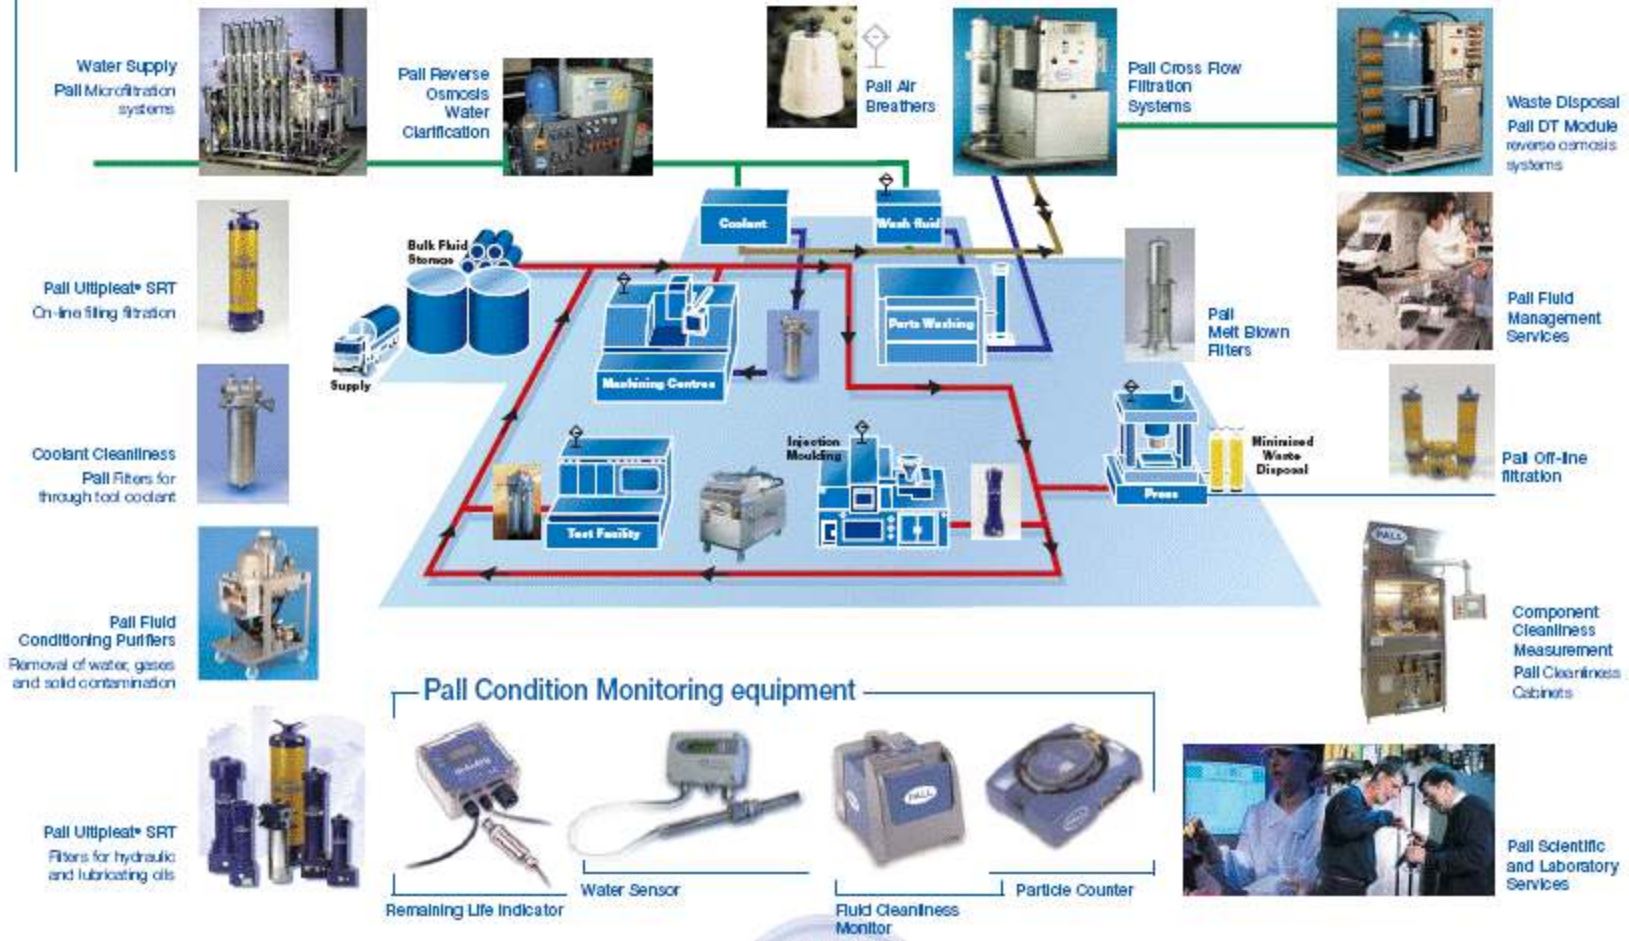 Water Supply
Pall Microfiltration
systems
Pall Reverse
Osmosis
Water
Clarification
Pall Air
Breathers
Pall Cross Flow
Filtration
Systems
Waste Disposal
Pall DT Module
reverse osmosis
systems
Coolant
Wash fluid
Bulk Fluid
Storage
Supply
Machining Centres
Parts Washing
Pall Ultipleat® SRT
On-line filling filtration
Pall
Melt Blown
Filters
Pall Fluid
Management
Services
Coolant Cleanliness
Pall Filters for
through tool coolant
Test Facility
Injection
Moulding
Press
Minimised
Waste
Disposal
Pall Off-line
filtration
Pall Fluid
Conditioning Purifiers
Removal of water, gases
and solid contamination
PALL
Component
Cleanliness
Measurement
Pall Cleanliness
Cabinets
Pall Condition Monitoring equipment
industry
PALL
PALL
Remaining Life Indicator
Water Sensor
Fluid Cleanliness
Monitor
Particle Counter
Pall Ultipleat® SRT
Filters for hydraulic
and lubricating oils
Pall Scientific
and Laboratory
Services